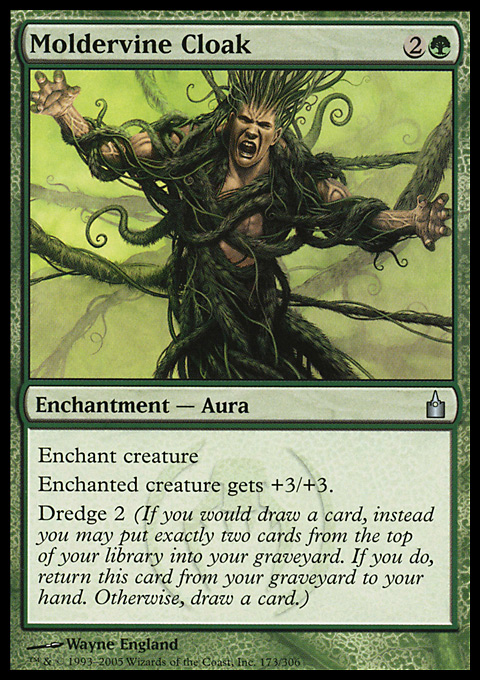 Moldervine Cloak 2
Enchantment — Aura
Enchant creature
Enchanted creature gets +3/+3.
Dredge 2 (If you would draw a card, instead
you may put exactly two cards from the top
of your library into your graveyard. If you do,
return this card from your graveyard to your
hand. Otherwise, draw a card.)
Wayne England
™ & © 1993–2005 Wizards of the Coast, Inc. 173/306